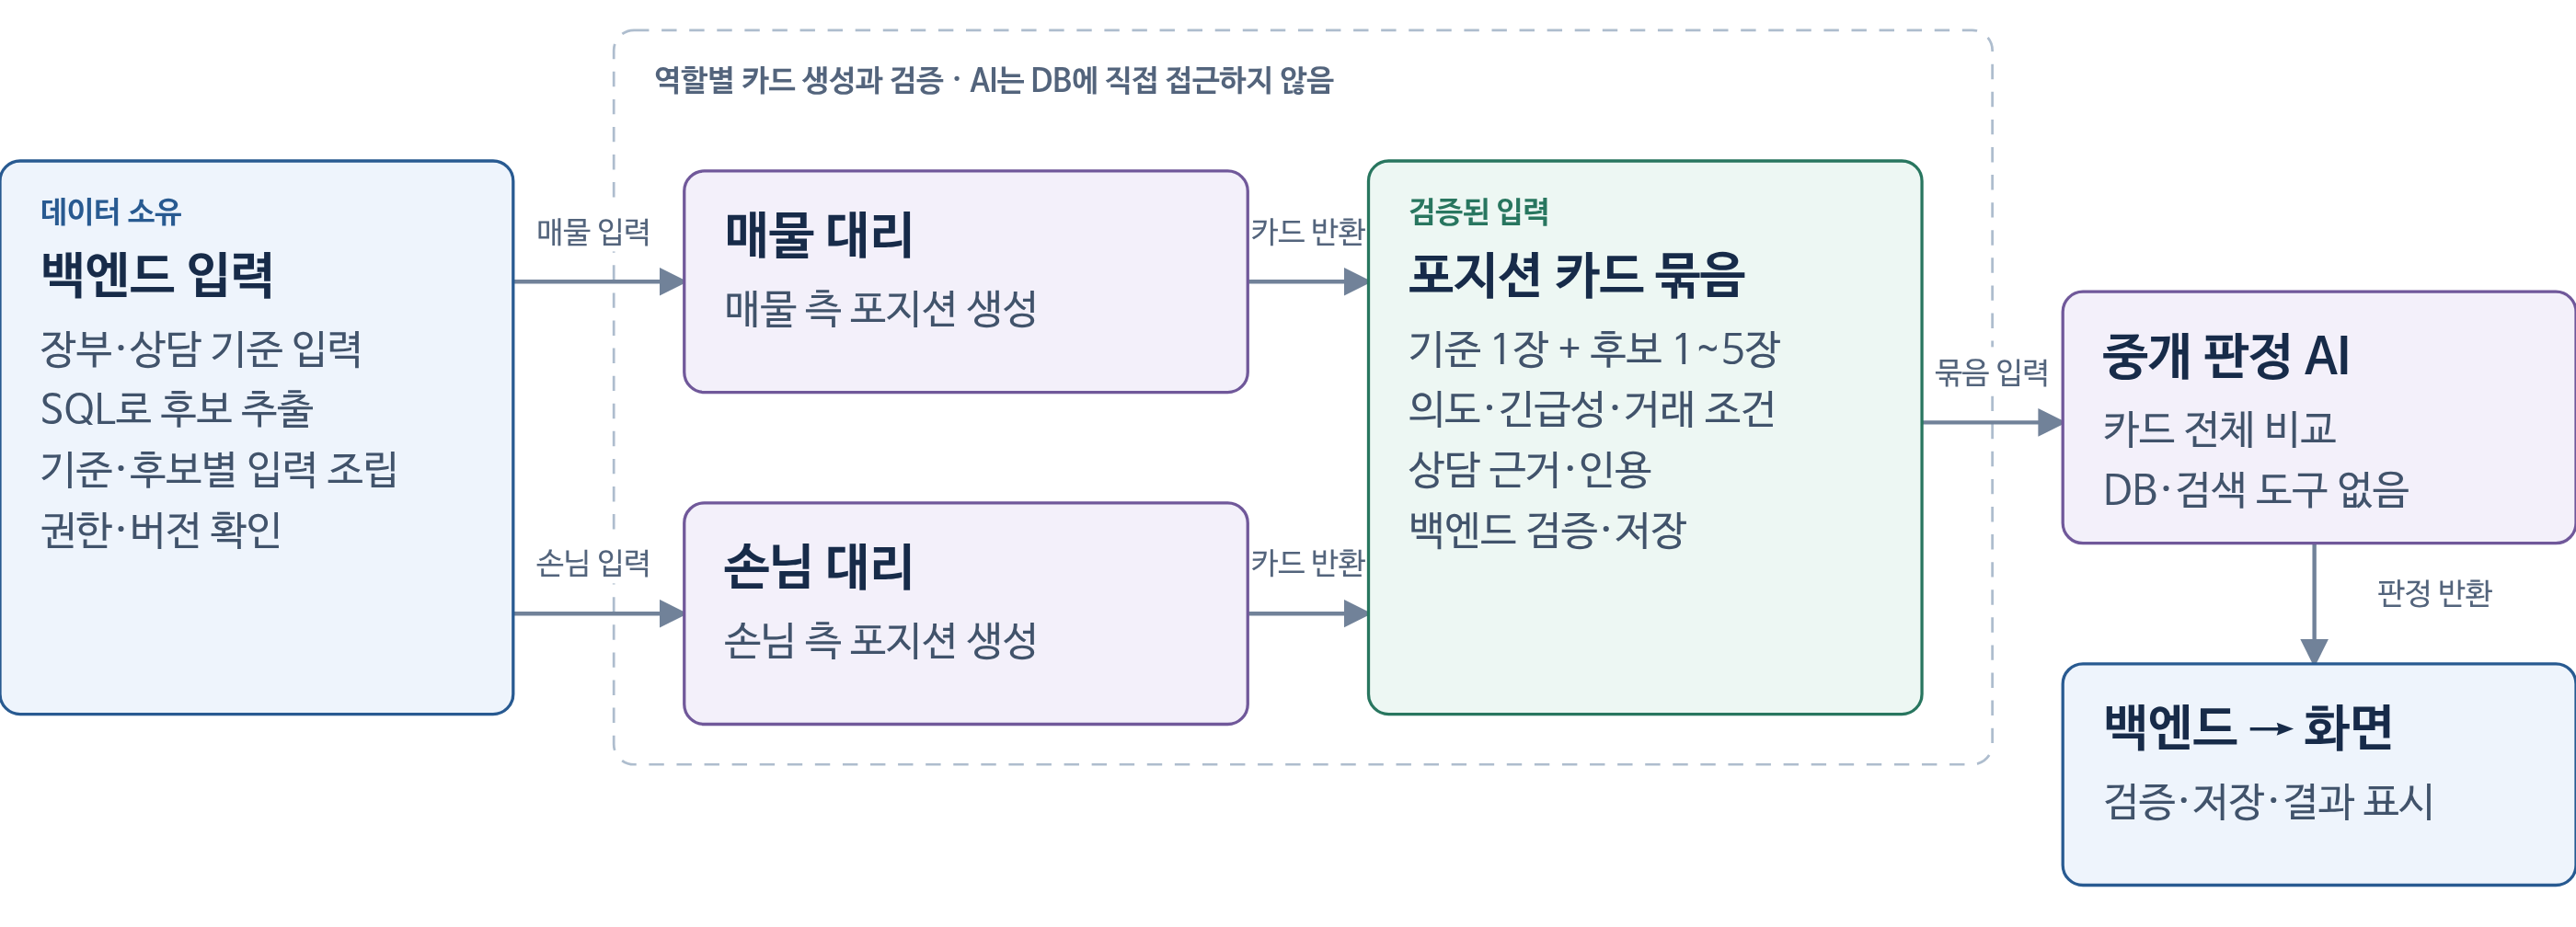 역할별 카드 생성과 검증 · AI는 DB에 직접 접근하지 않음
데이터 소유
백엔드 입력
장부·상담 기준 입력
SQL로 후보 추출
기준·후보별 입력 조립
권한·버전 확인
매물 입력
매물 대리
매물 측 포지션 생성
카드 반환
손님 입력
손님 대리
손님 측 포지션 생성
카드 반환
검증된 입력
포지션 카드 묶음
기준 1장 + 후보 1~5장
의도·긴급성·거래 조건
상담 근거·인용
백엔드 검증·저장
묶음 입력
중개 판정 AI
카드 전체 비교
DB·검색 도구 없음
판정 반환
백엔드 → 화면
검증·저장·결과 표시